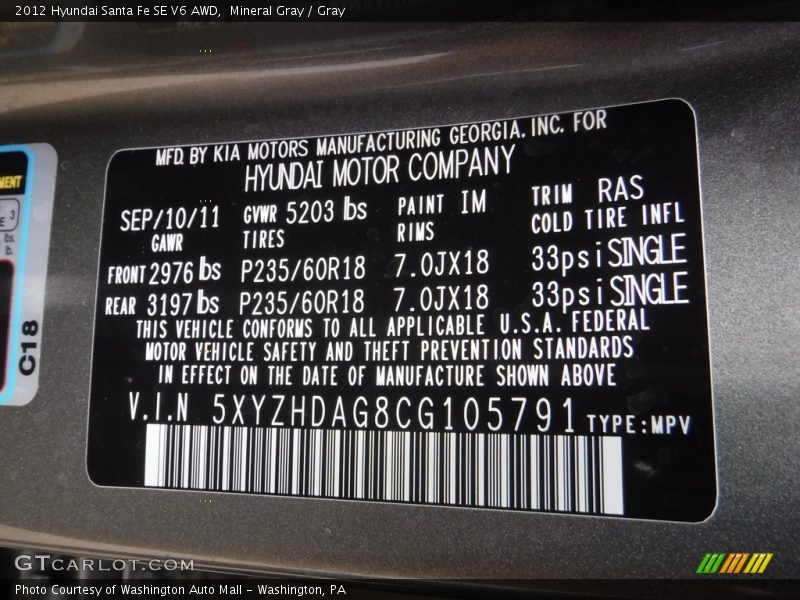 2012 Hyundai Santa Fe SE V6 AWD,  Mineral Gray / Gray
MFD. BY KIA MOTORS MANUFACTURING GEORGIA. INC. FOR
HYUNDAI MOTOR COMPANY
SEP/10/11 GVWR 5203 lbs PAINT IM TRIM RAS
GAWR TIRES RIMS COLD TIRE INFL
FRONT 2976 lbs P235/60R18 7.0JX18 33psi SINGLE
REAR 3197 lbs P235/60R18 7.0JX18 33psi SINGLE
THIS VEHICLE CONFORMS TO ALL APPLICABLE U.S.A. FEDERAL
MOTOR VEHICLE SAFETY AND THEFT PREVENTION STANDARDS
IN EFFECT ON THE DATE OF MANUFACTURE SHOWN ABOVE
V.I.N 5XYZHDAG8CG105791 TYPE:MPV
3
lbs.
lb.
C18
GTCARLOT.COM
Photo Courtesy of Washington Auto Mall - Washington, PA